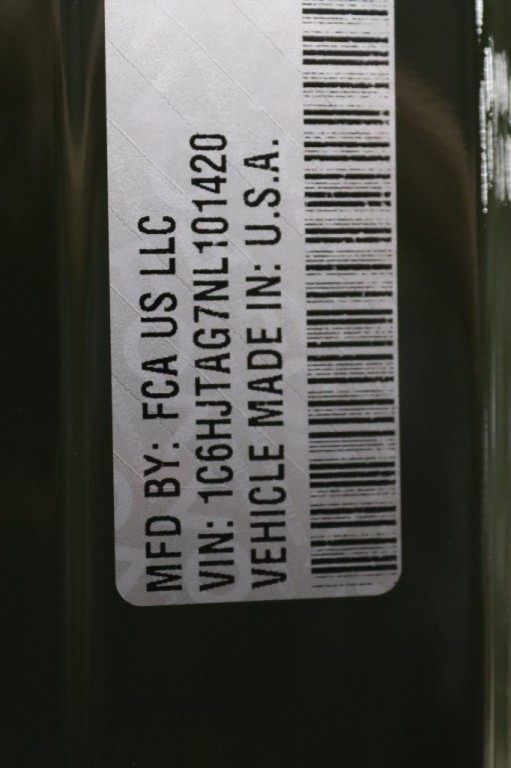 MFD BY: FCA US LLC
VIN: 1C6HJTAG7NL101420
VEHICLE MADE IN: U.S.A.